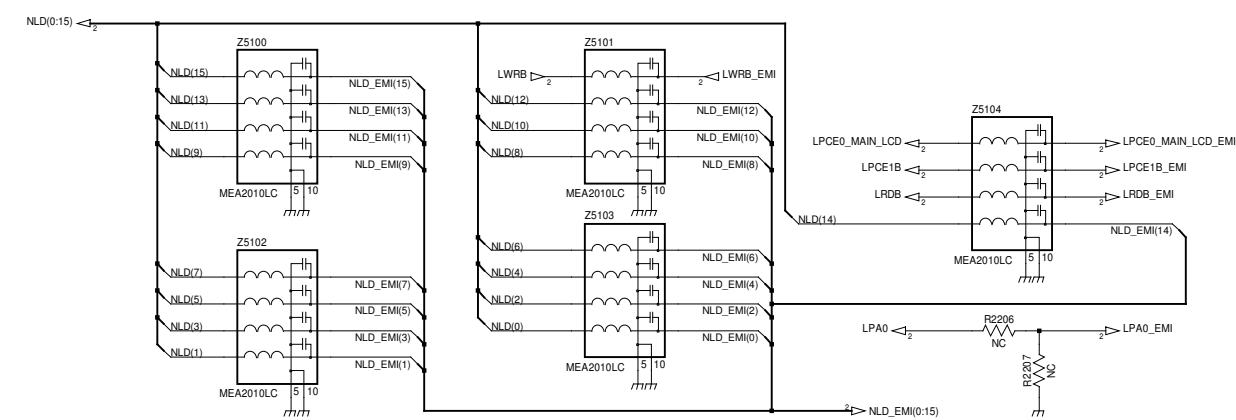 NLD(0:15) 2
Z5100
NLD(15) NLD_EMI(15)
NLD(13) NLD_EMI(13)
NLD(11) NLD_EMI(11)
NLD(9) NLD_EMI(9)
MEA2010LC 5 10
Z5101
LWRB 2 2 LWRB_EMI
NLD(12) NLD_EMI(12)
NLD(10) NLD_EMI(10)
NLD(8) NLD_EMI(8)
MEA2010LC 5 10
Z5104
LPCE0_MAIN_LCD 2 2 LPCE0_MAIN_LCD_EMI
LPCE1B 2 2 LPCE1B_EMI
LRDB 2 2 LRDB_EMI
NLD(14) NLD_EMI(14)
MEA2010LC 5 10
Z5102
NLD(7) NLD_EMI(7)
NLD(5) NLD_EMI(5)
NLD(3) NLD_EMI(3)
NLD(1) NLD_EMI(1)
MEA2010LC 5 10
Z5103
NLD(6) NLD_EMI(6)
NLD(4) NLD_EMI(4)
NLD(2) NLD_EMI(2)
NLD(0) NLD_EMI(0)
MEA2010LC 5 10
R2206
LPA0 2 NC 2 LPA0_EMI
R2207
NC
2 NLD_EMI(0:15)